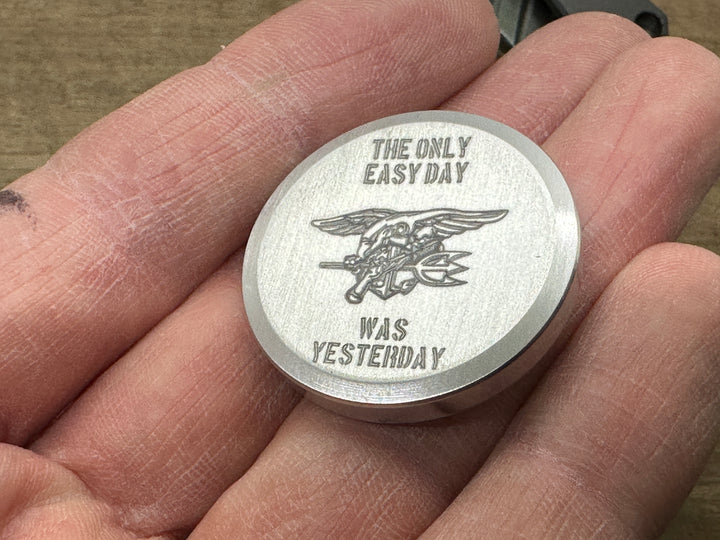 THE ONLY
EASY DAY
WAS
YESTERDAY